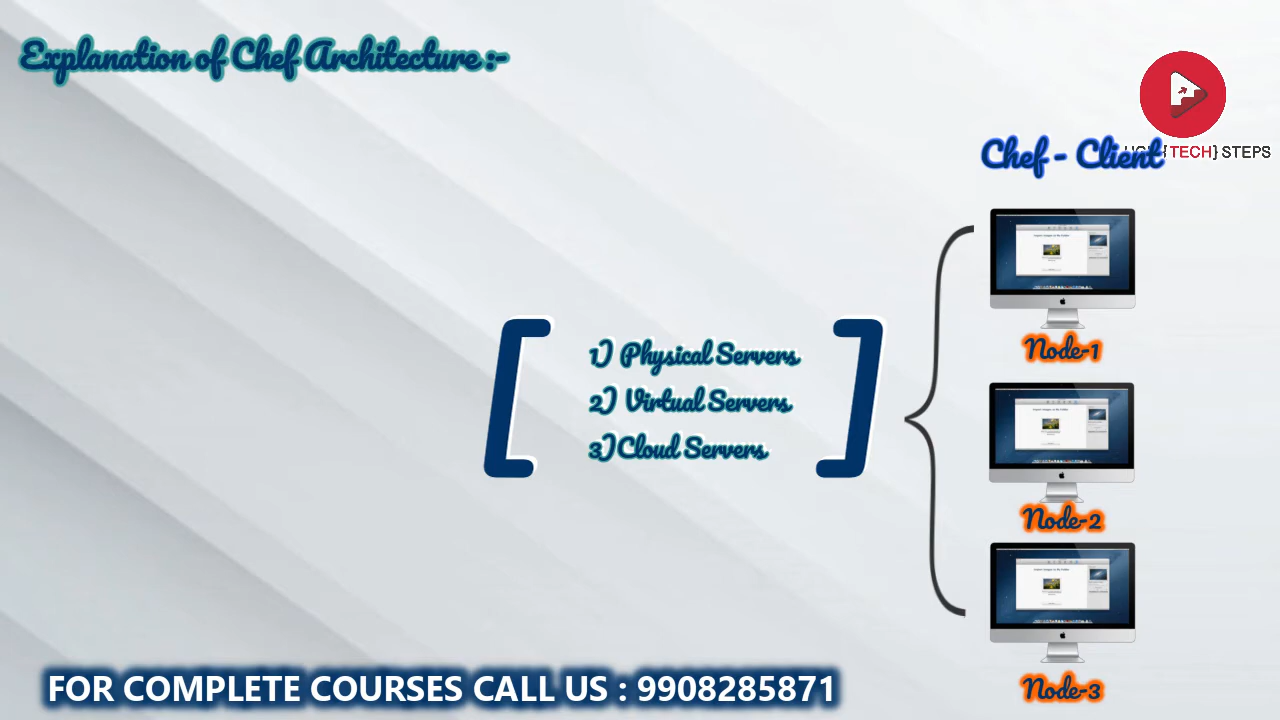 Explanation of Chef Architecture :-
Chef - Client
{TECH} STEPS
1) Physical Servers
2) Virtual Servers
3) Cloud Servers
Node-1
Node-2
Node-3
FOR COMPLETE COURSES CALL US : 9908285871